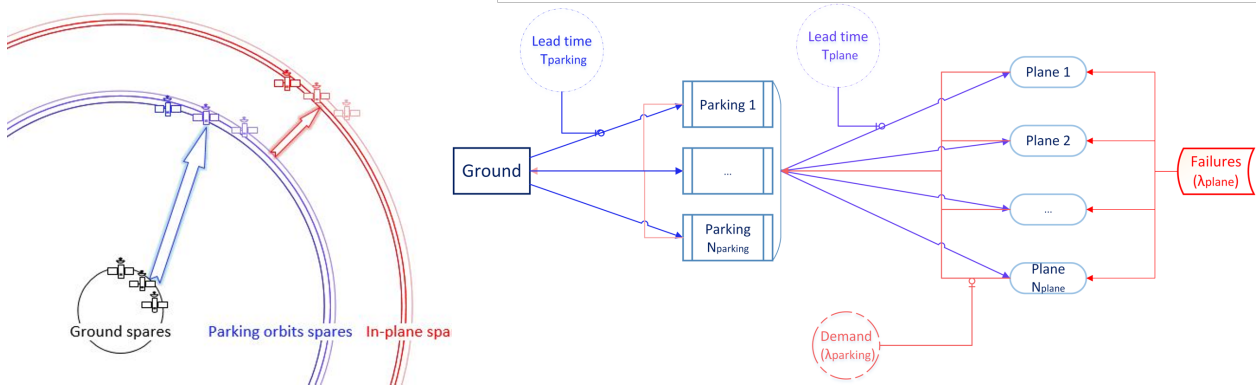 Ground spares
Parking orbits spares
In-plane spa
Lead time
Tparking
Lead time
Tplane
Ground
Parking 1
...
Parking
Nparking
Plane 1
Plane 2
...
Plane
Nplane
Failures
(λplane)
Demand
(λparking)